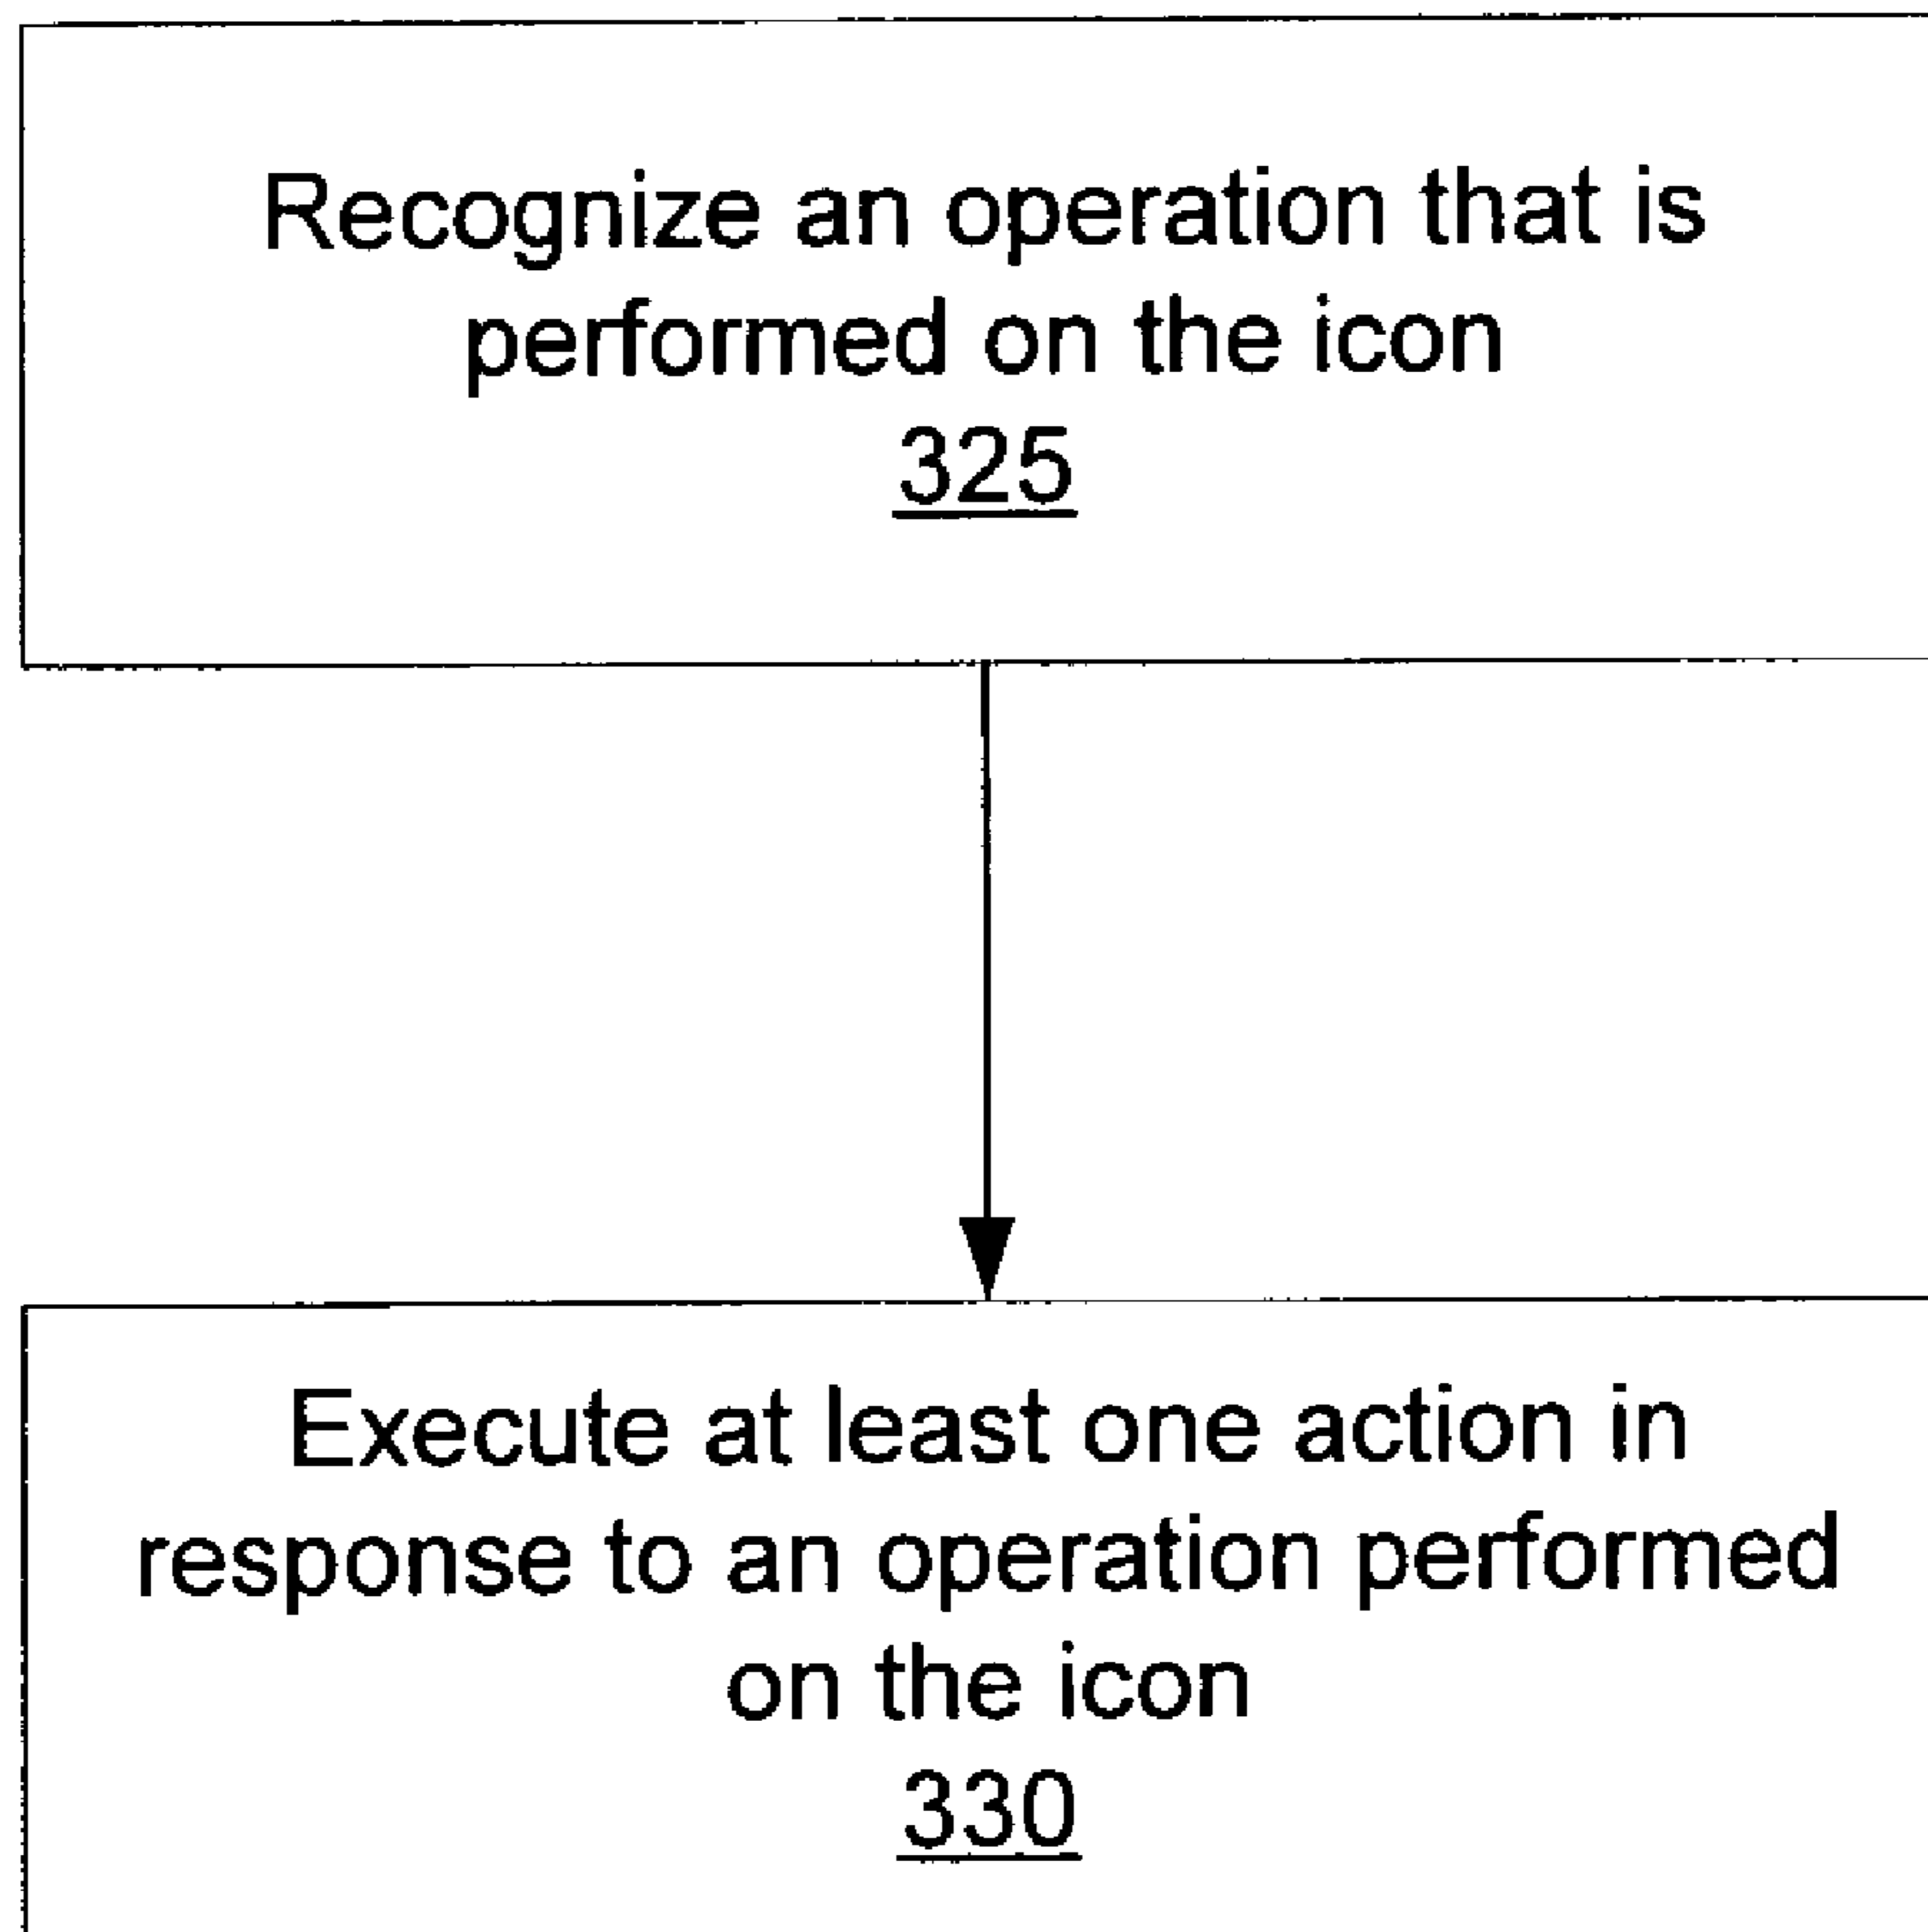 Recognize an operation that is
performed on the icon
325
Execute at least one action in
response to an operation performed
on the icon
330